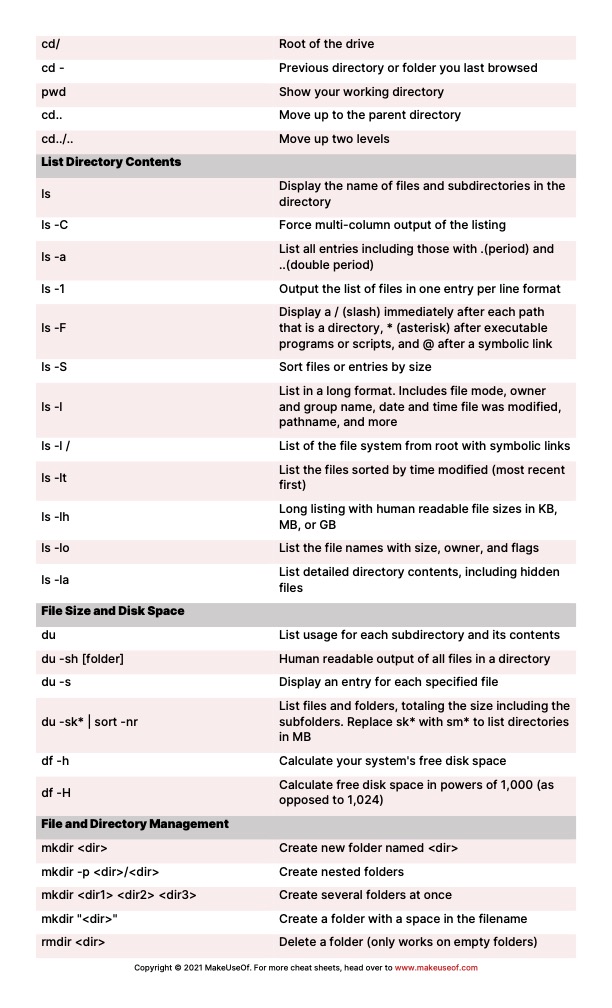 cd/ Root of the drive
cd - Previous directory or folder you last browsed
pwd Show your working directory
cd.. Move up to the parent directory
cd../.. Move up two levels
List Directory Contents
ls Display the name of files and subdirectories in the
directory
ls -C Force multi-column output of the listing
ls -a List all entries including those with .(period) and
..(double period)
ls -1 Output the list of files in one entry per line format
ls -F Display a / (slash) immediately after each path
that is a directory, * (asterisk) after executable
programs or scripts, and @ after a symbolic link
ls -S Sort files or entries by size
ls -l List in a long format. Includes file mode, owner
and group name, date and time file was modified,
pathname, and more
ls -l / List of the file system from root with symbolic links
ls -lt List the files sorted by time modified (most recent
first)
ls -lh Long listing with human readable file sizes in KB,
MB, or GB
ls -lo List the file names with size, owner, and flags
ls -la List detailed directory contents, including hidden
files
File Size and Disk Space
du List usage for each subdirectory and its contents
du -sh [folder] Human readable output of all files in a directory
du -s Display an entry for each specified file
du -sk* | sort -nr List files and folders, totaling the size including the
subfolders. Replace sk* with sm* to list directories
in MB
df -h Calculate your system's free disk space
df -H Calculate free disk space in powers of 1,000 (as
opposed to 1,024)
File and Directory Management
mkdir <dir> Create new folder named <dir>
mkdir -p <dir>/<dir> Create nested folders
mkdir <dir1> <dir2> <dir3> Create several folders at once
mkdir "<dir>" Create a folder with a space in the filename
rmdir <dir> Delete a folder (only works on empty folders)
Copyright © 2021 MakeUseOf. For more cheat sheets, head over to www.makeuseof.com